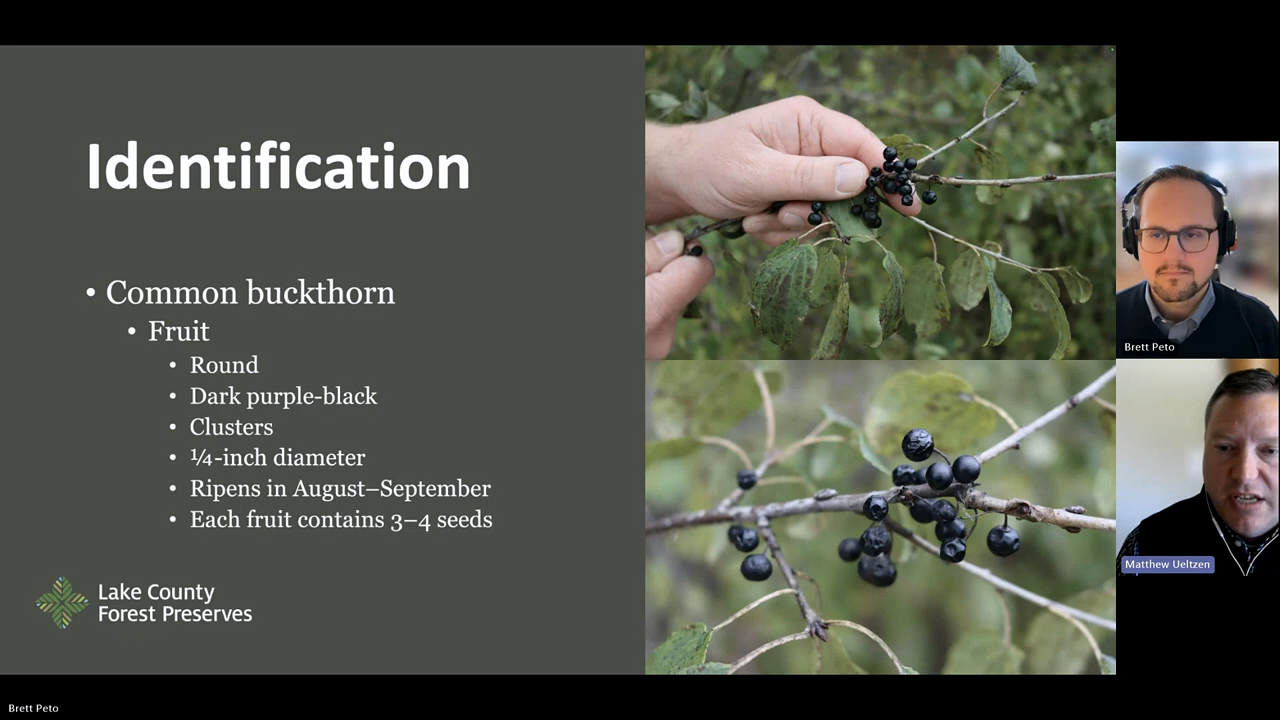 Identification
• Common buckthorn
• Fruit
• Round
• Dark purple-black
• Clusters
• ¼-inch diameter
• Ripens in August–September
• Each fruit contains 3–4 seeds
Lake County
Forest Preserves
Brett Peto
Matthew Ueltzen
Brett Peto